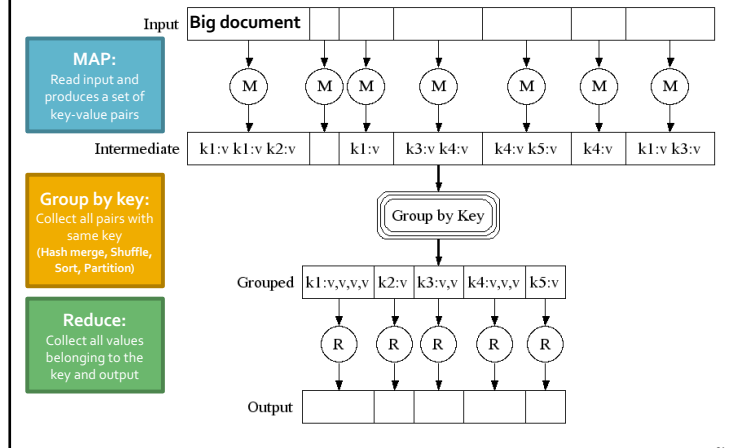 Input Big document
MAP:
Read input and
produces a set of
key-value pairs
M M M M M M M
Intermediate k1:v k1:v k2:v k1:v k3:v k4:v k4:v k5:v k4:v k1:v k3:v
Group by key:
Collect all pairs with
same key
(Hash merge, Shuffle,
Sort, Partition)
Group by Key
Grouped k1:v,v,v,v k2:v k3:v,v k4:v,v,v k5:v
Reduce:
Collect all values
belonging to the
key and output
R R R R R
Output